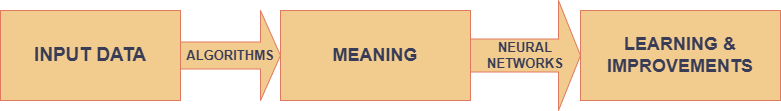 INPUT DATA
ALGORITHMS
MEANING
NEURAL
NETWORKS
LEARNING &
IMPROVEMENTS